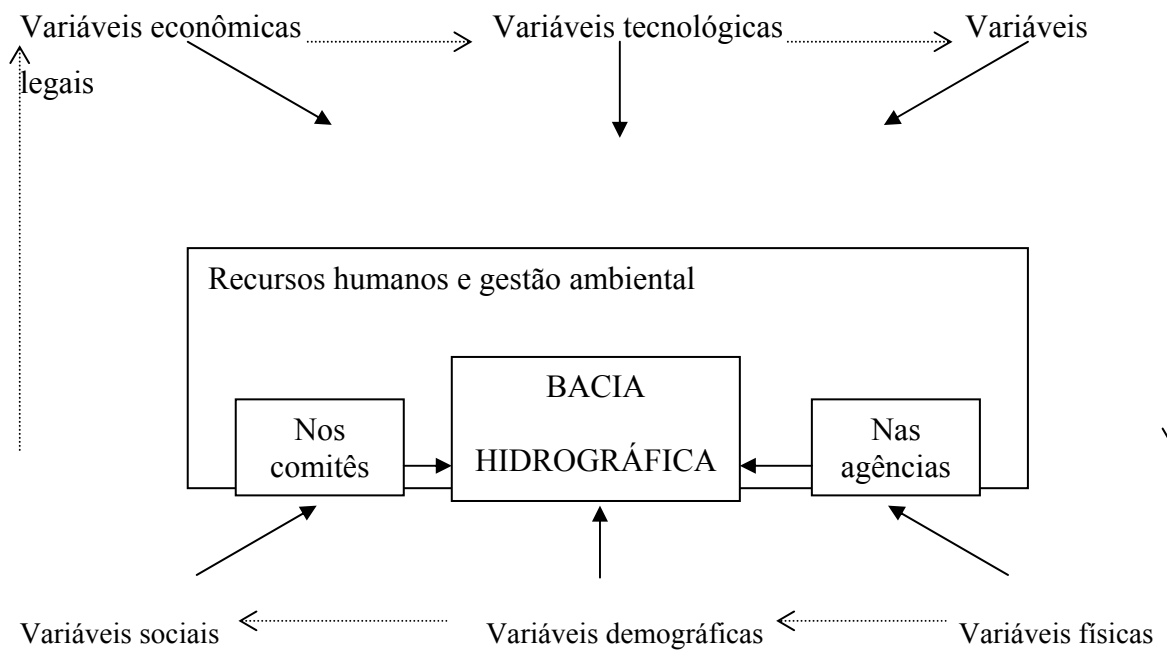 Variáveis econômicas Variáveis tecnológicas Variáveis
legais
Recursos humanos e gestão ambiental
BACIA
HIDROGRÁFICA
Nos
comitês
Nas
agências
Variáveis sociais Variáveis demográficas Variáveis físicas